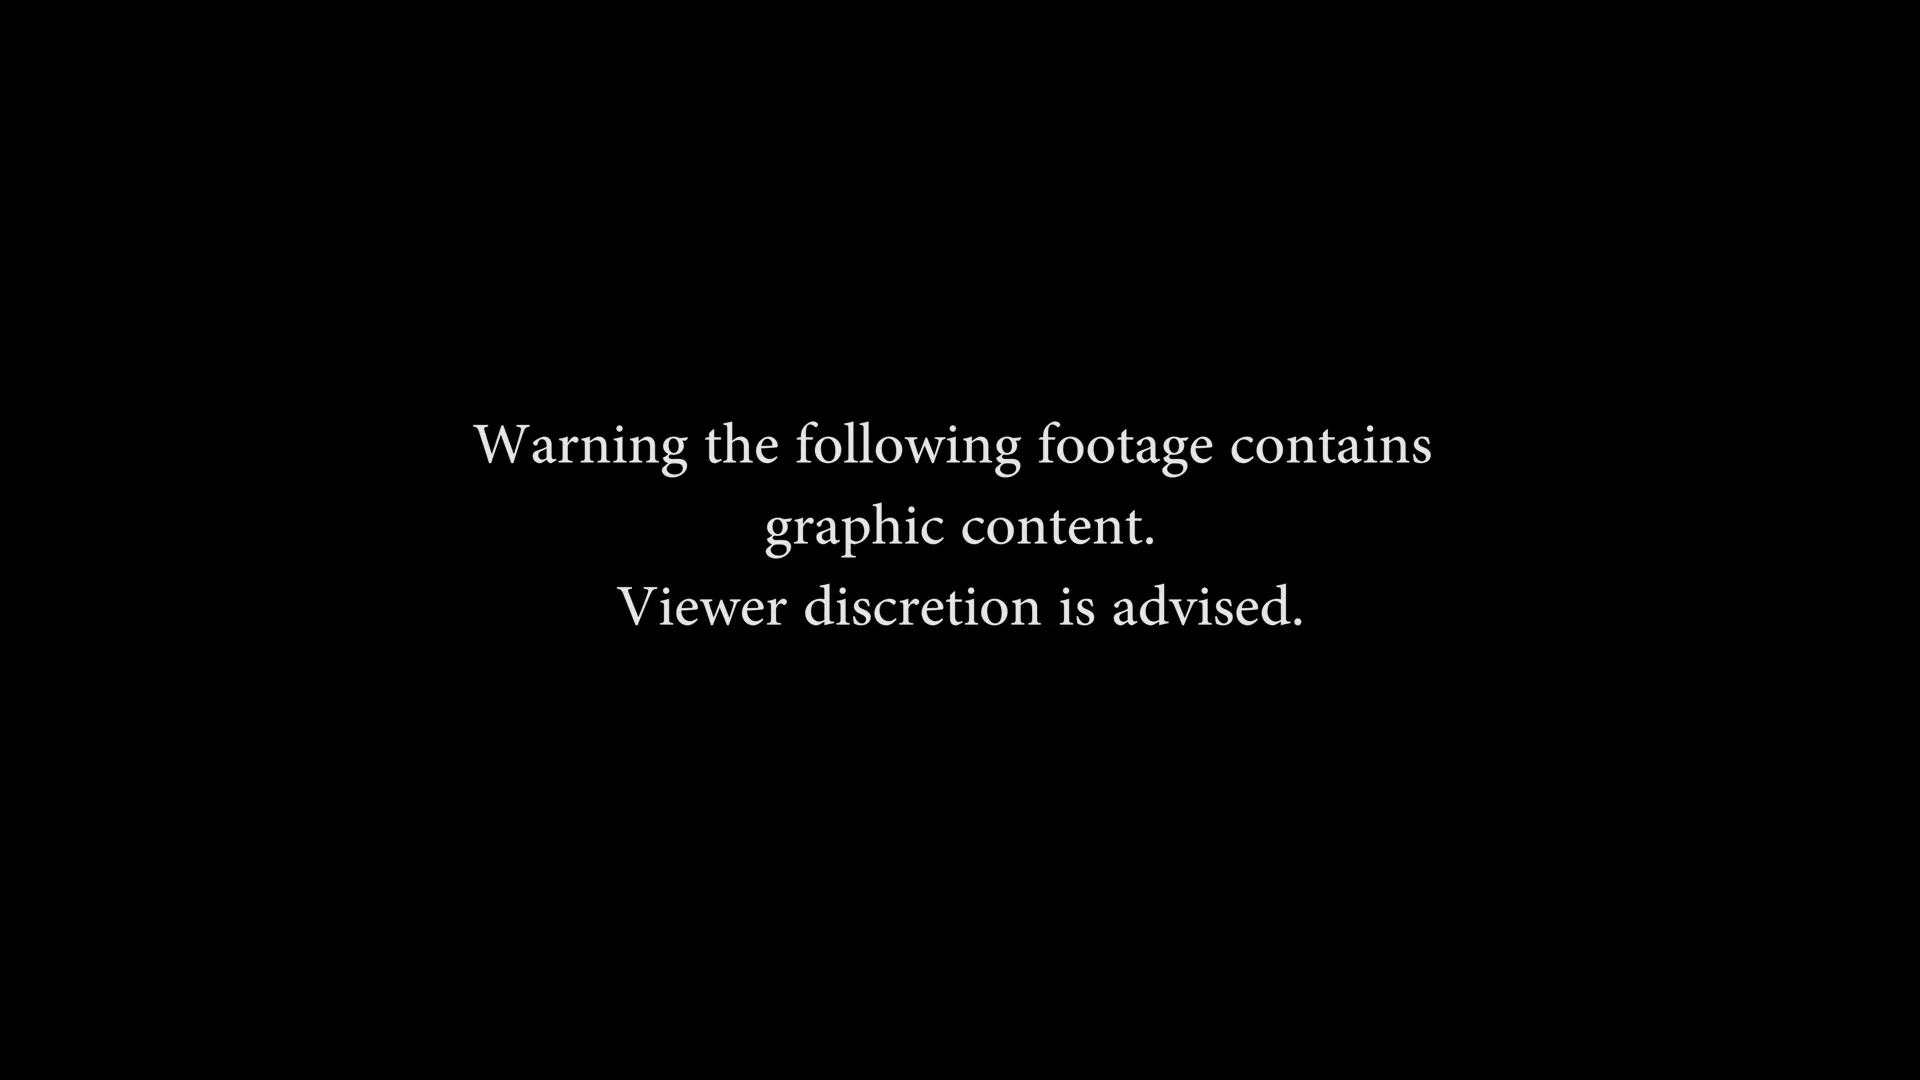 Warning the following footage contains
graphic content.
Viewer discretion is advised.